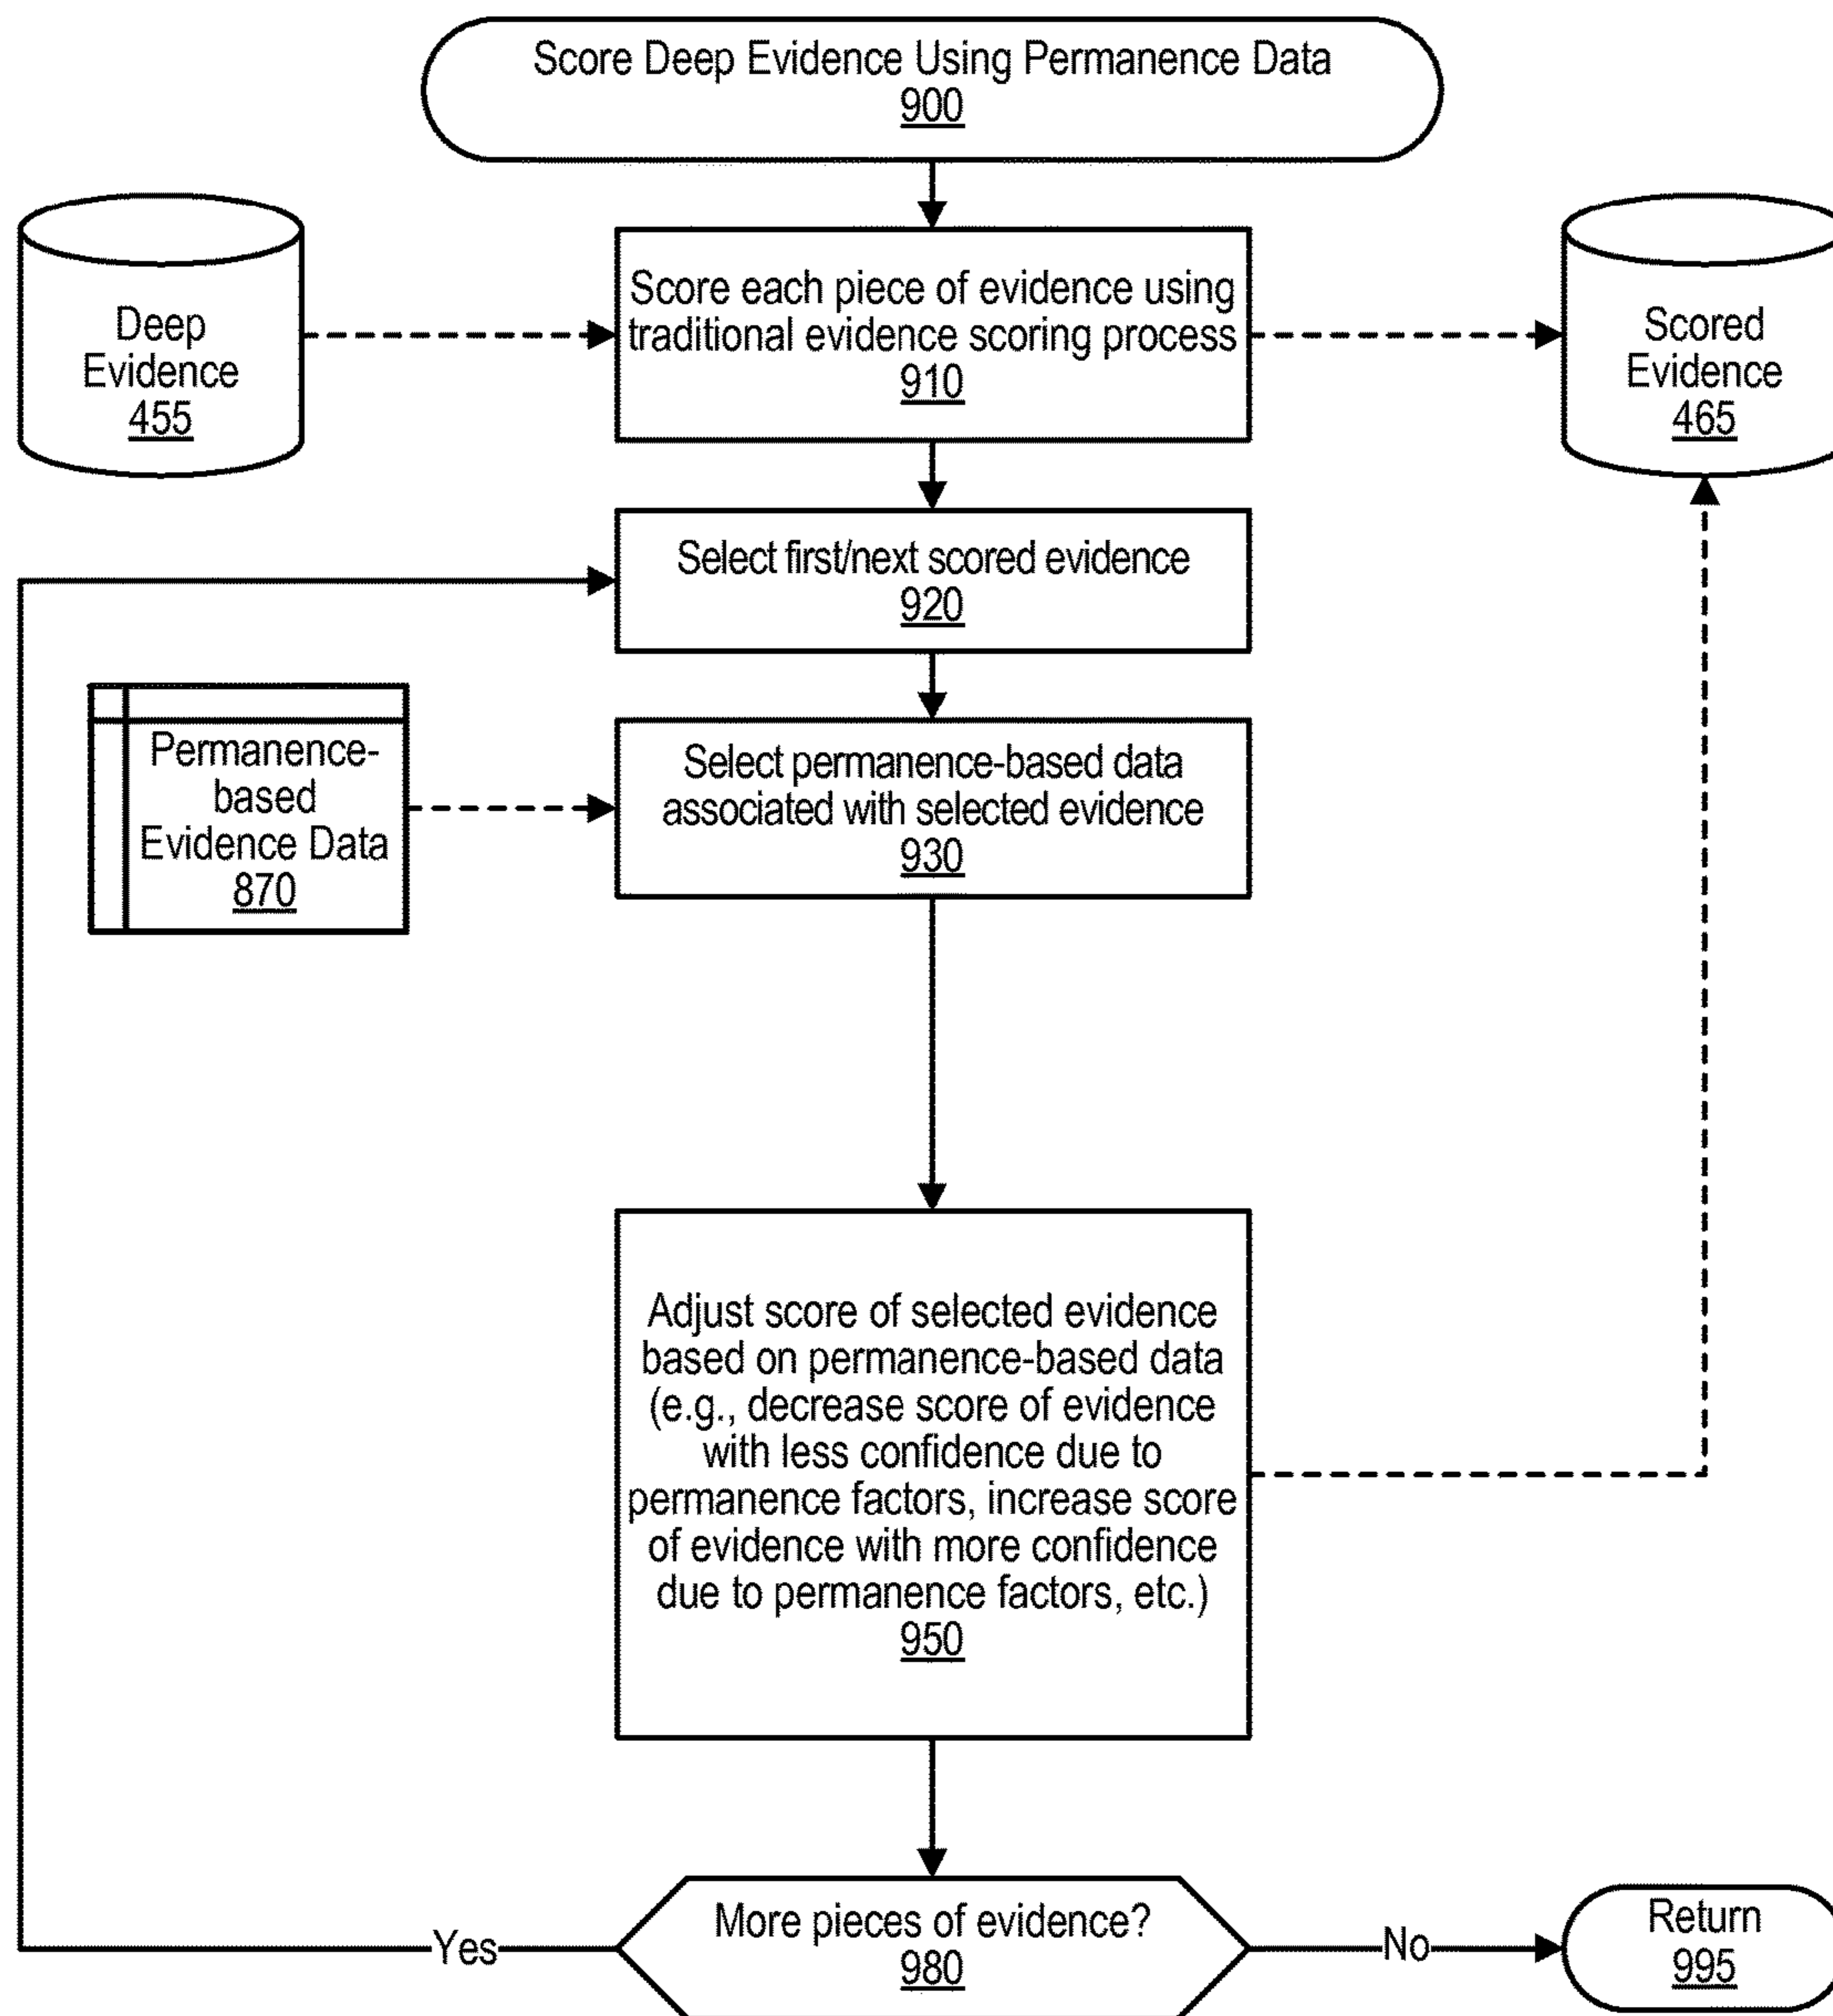 Score Deep Evidence Using Permanence Data
900
Deep
Evidence
455
Score each piece of evidence using
traditional evidence scoring process
910
Scored
Evidence
465
Select first/next scored evidence
920
Permanence-
based
Evidence Data
870
Select permanence-based data
associated with selected evidence
930
Adjust score of selected evidence
based on permanence-based data
(e.g., decrease score of evidence
with less confidence due to
permanence factors, increase score
of evidence with more confidence
due to permanence factors, etc.)
950
Yes
More pieces of evidence?
980
No
Return
995